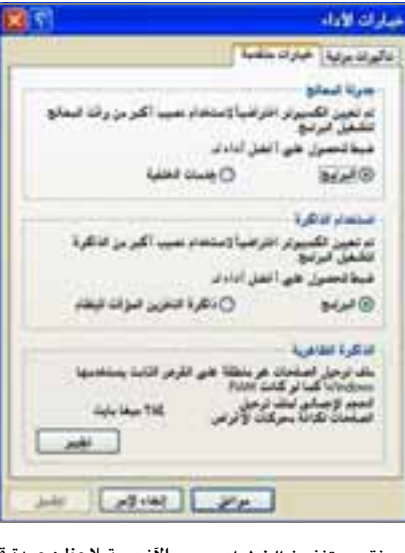 خيارات الأداء
تأثيرات مرئية
خيارات متقدمة
جدولة المعالج
تم تعيين الكمبيوتر افتراضياً لاستخدام نصيب أكبر من وقت المعالج
لتشغيل البرامج.
ضبط للحصول على أفضل أداء لـ
البرامج
خدمات الخلفية
استخدام الذاكرة
تم تعيين الكمبيوتر افتراضياً لاستخدام نصيب أكبر من الذاكرة
لتشغيل البرامج.
ضبط للحصول على أفضل أداء لـ
البرامج
ذاكرة التخزين المؤقت للنظام
الذاكرة الظاهرية
ملف ترحيل الصفحات هو منطقة على القرص الثابت يستخدمها
Windows كما لو كانت RAM
الحجم الإجمالي لملف ترحيل
الصفحات لكافة محركات الأقراص
ميغا بايت
تغيير
موافق
إلغاء الأمر
تطبيق